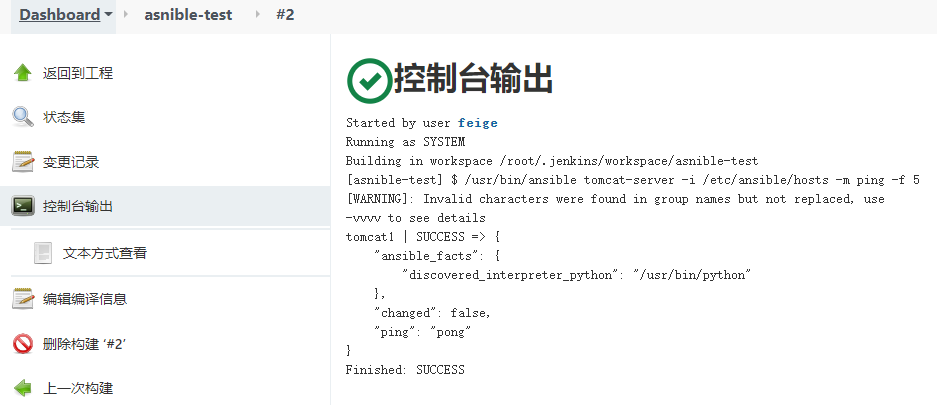 Dashboard asnible-test #2
返回到工程
状态集
变更记录
控制台输出
文本方式查看
编辑编译信息
删除构建 ‘#2’
上一次构建
控制台输出
Started by user feige
Running as SYSTEM
Building in workspace /root/.jenkins/workspace/asnible-test
[asnible-test] $ /usr/bin/ansible tomcat-server -i /etc/ansible/hosts -m ping -f 5
[WARNING]: Invalid characters were found in group names but not replaced, use
-vvvv to see details
tomcat1 | SUCCESS => {
    "ansible_facts": {
        "discovered_interpreter_python": "/usr/bin/python"
    },
    "changed": false,
    "ping": "pong"
}
Finished: SUCCESS